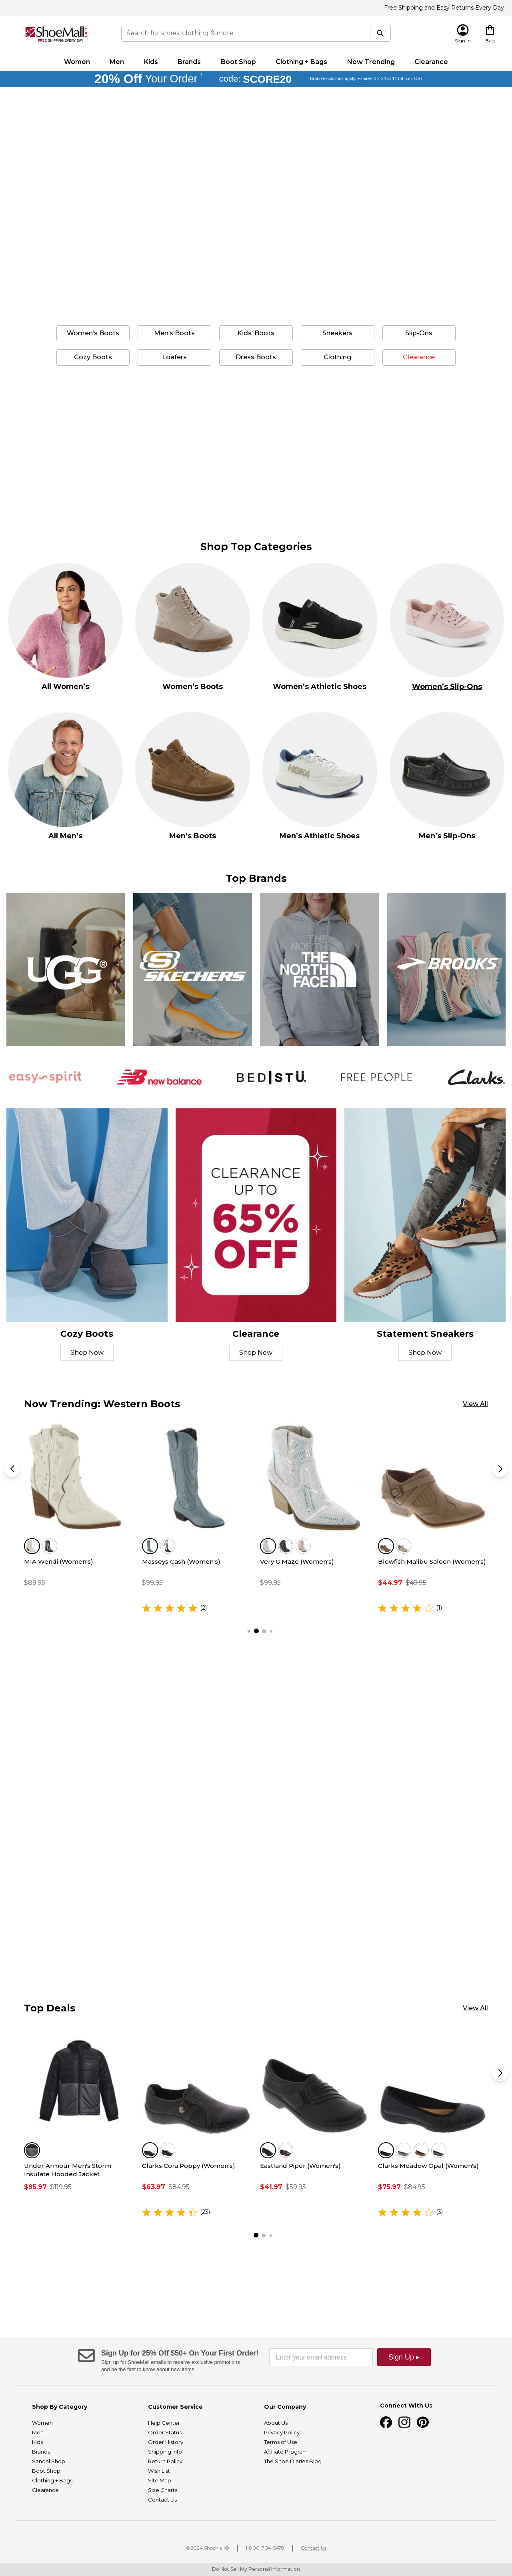 Free Shipping and Easy Returns Every Day
ShoeMall
FREE SHIPPING EVERY DAY
Search for shoes, clothing & more
Sign In
Bag
Women Men Kids Brands Boot Shop Clothing + Bags Now Trending Clearance
20% Off Your Order † code: SCORE20 †Brand exclusions apply. Expires 8-3-24 at 11:59 p.m. CST.
Women's Boots Men's Boots Kids' Boots Sneakers Slip-Ons
Cozy Boots Loafers Dress Boots Clothing Clearance
Shop Top Categories
All Women's Women's Boots Women's Athletic Shoes Women's Slip-Ons
HOKA
All Men's Men's Boots Men's Athletic Shoes Men's Slip-Ons
Top Brands
UGG®
SKECHERS
THE NORTH FACE
BROOKS
easy spirit
new balance
BED|STÜ.
FREE PEOPLE
Clarks.
CLEARANCE
UP TO
65%
OFF
Cozy Boots Clearance Statement Sneakers
Shop Now Shop Now Shop Now
Now Trending: Western Boots View All
MIA Wendi (Women's)
$89.95
Masseys Cash (Women's)
$99.95
(2)
Very G Maze (Women's)
$99.95
Blowfish Malibu Saloon (Women's)
$44.97 $49.95
(1)
Top Deals View All
Under Armour Men's Storm
Insulate Hooded Jacket
$95.97 $119.95
Clarks Cora Poppy (Women's)
$63.97 $84.95
(23)
Eastland Piper (Women's)
$41.97 $59.95
Clarks Meadow Opal (Women's)
$75.97 $84.95
(3)
Sign Up for 25% Off $50+ On Your First Order!
Sign up for ShoeMall emails to receive exclusive promotions
and be the first to know about new items!
Enter your email address
Sign Up ▸
Shop By Category
Women
Men
Kids
Brands
Sandal Shop
Boot Shop
Clothing + Bags
Clearance
Customer Service
Help Center
Order Status
Order History
Shipping Info
Return Policy
Wish List
Site Map
Size Charts
Contact Us
Our Company
About Us
Privacy Policy
Terms of Use
Affiliate Program
The Shoe Diaries Blog
Connect With Us
©2024 ShoeMall® | 1-800-704-5478 | Contact Us
Do Not Sell My Personal Information